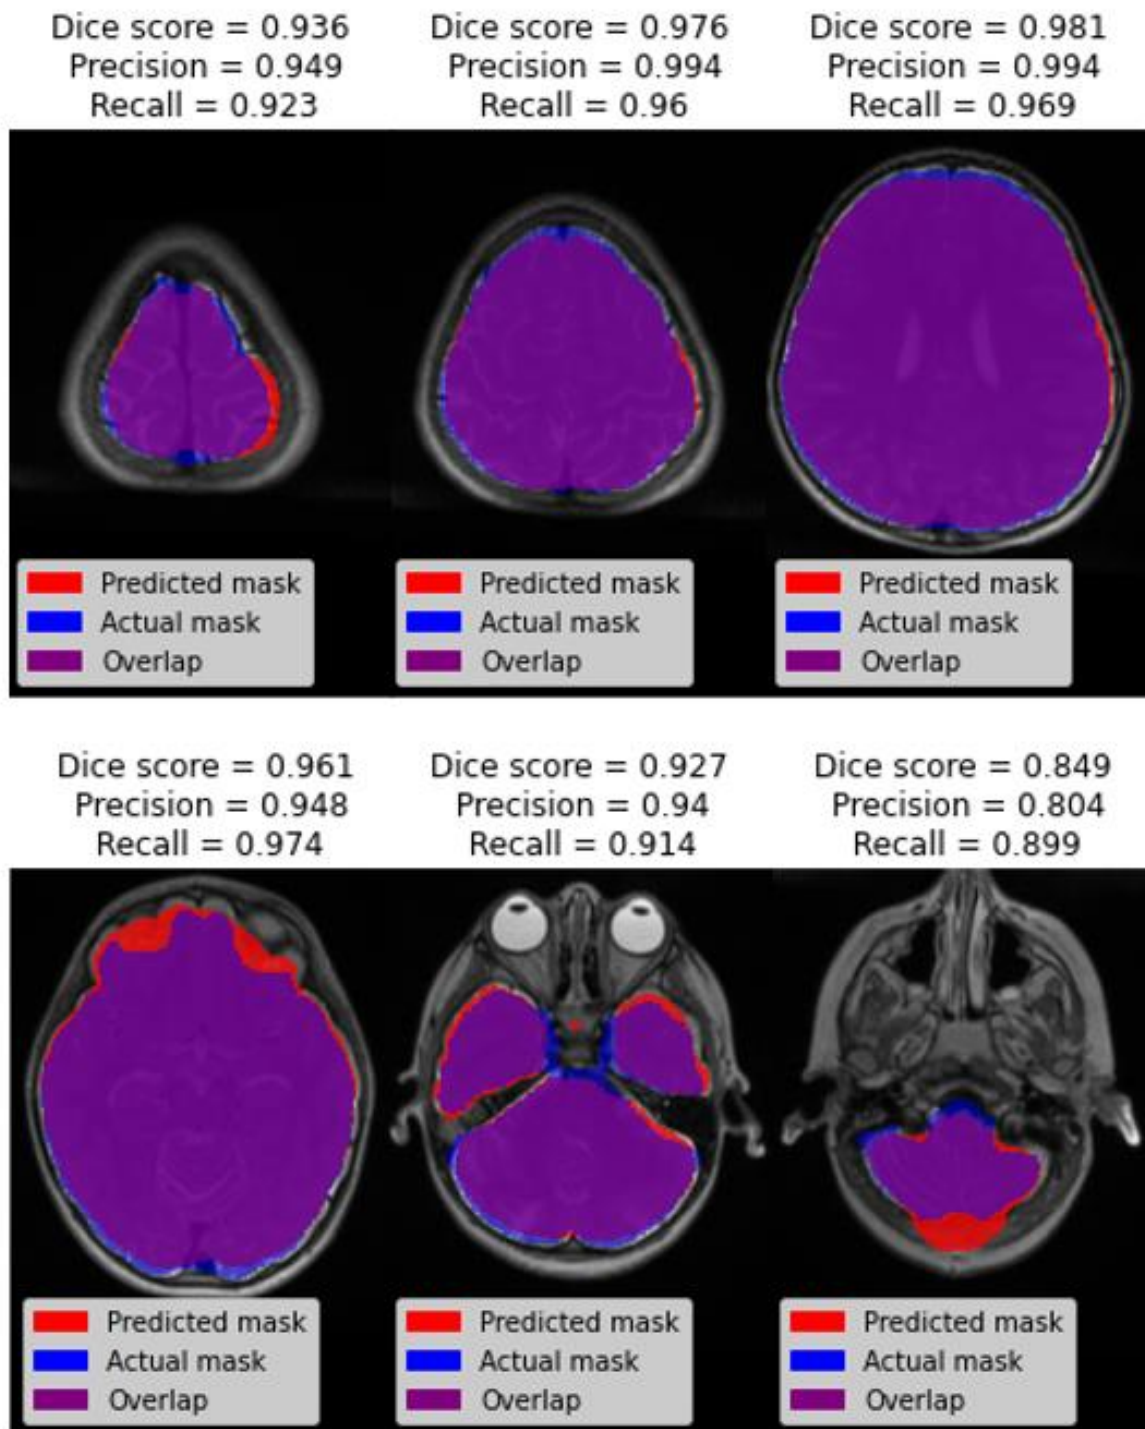 Dice score = 0.936
Precision = 0.949
Recall = 0.923
Dice score = 0.976
Precision = 0.994
Recall = 0.96
Dice score = 0.981
Precision = 0.994
Recall = 0.969
Predicted mask
Actual mask
Overlap
Predicted mask
Actual mask
Overlap
Predicted mask
Actual mask
Overlap
Dice score = 0.961
Precision = 0.948
Recall = 0.974
Dice score = 0.927
Precision = 0.94
Recall = 0.914
Dice score = 0.849
Precision = 0.804
Recall = 0.899
Predicted mask
Actual mask
Overlap
Predicted mask
Actual mask
Overlap
Predicted mask
Actual mask
Overlap